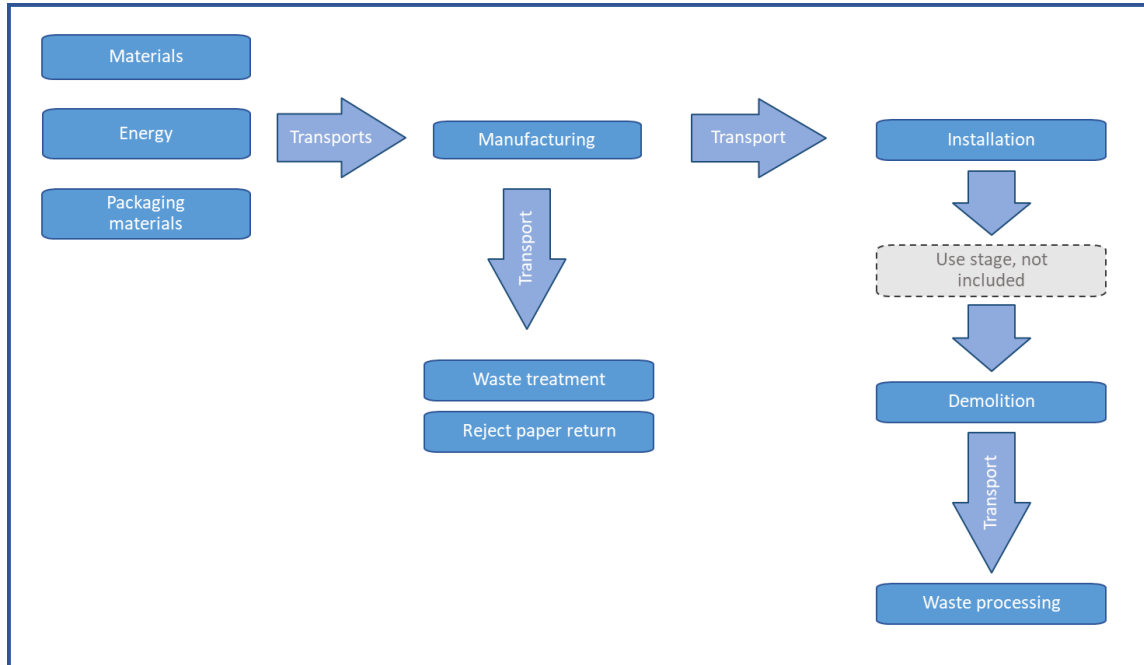 Materials
Energy
Packaging
materials
Transports
Manufacturing
Transport
Waste treatment
Reject paper return
Transport
Installation
Use stage, not
included
Demolition
Transport
Waste processing